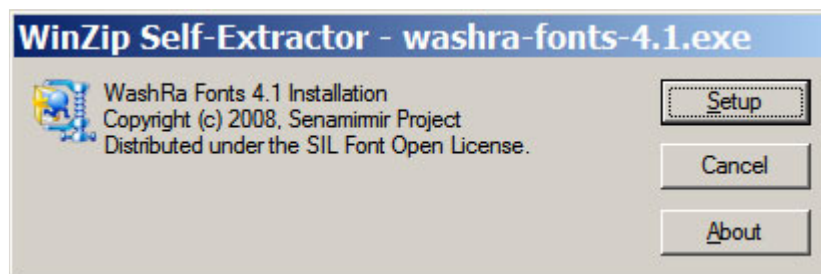 WinZip Self-Extractor - washra-fonts-4.1.exe
WashRa Fonts 4.1 Installation
Copyright (c) 2008, Senamirmir Project
Distributed under the SIL Font Open License.
Setup
Cancel
About